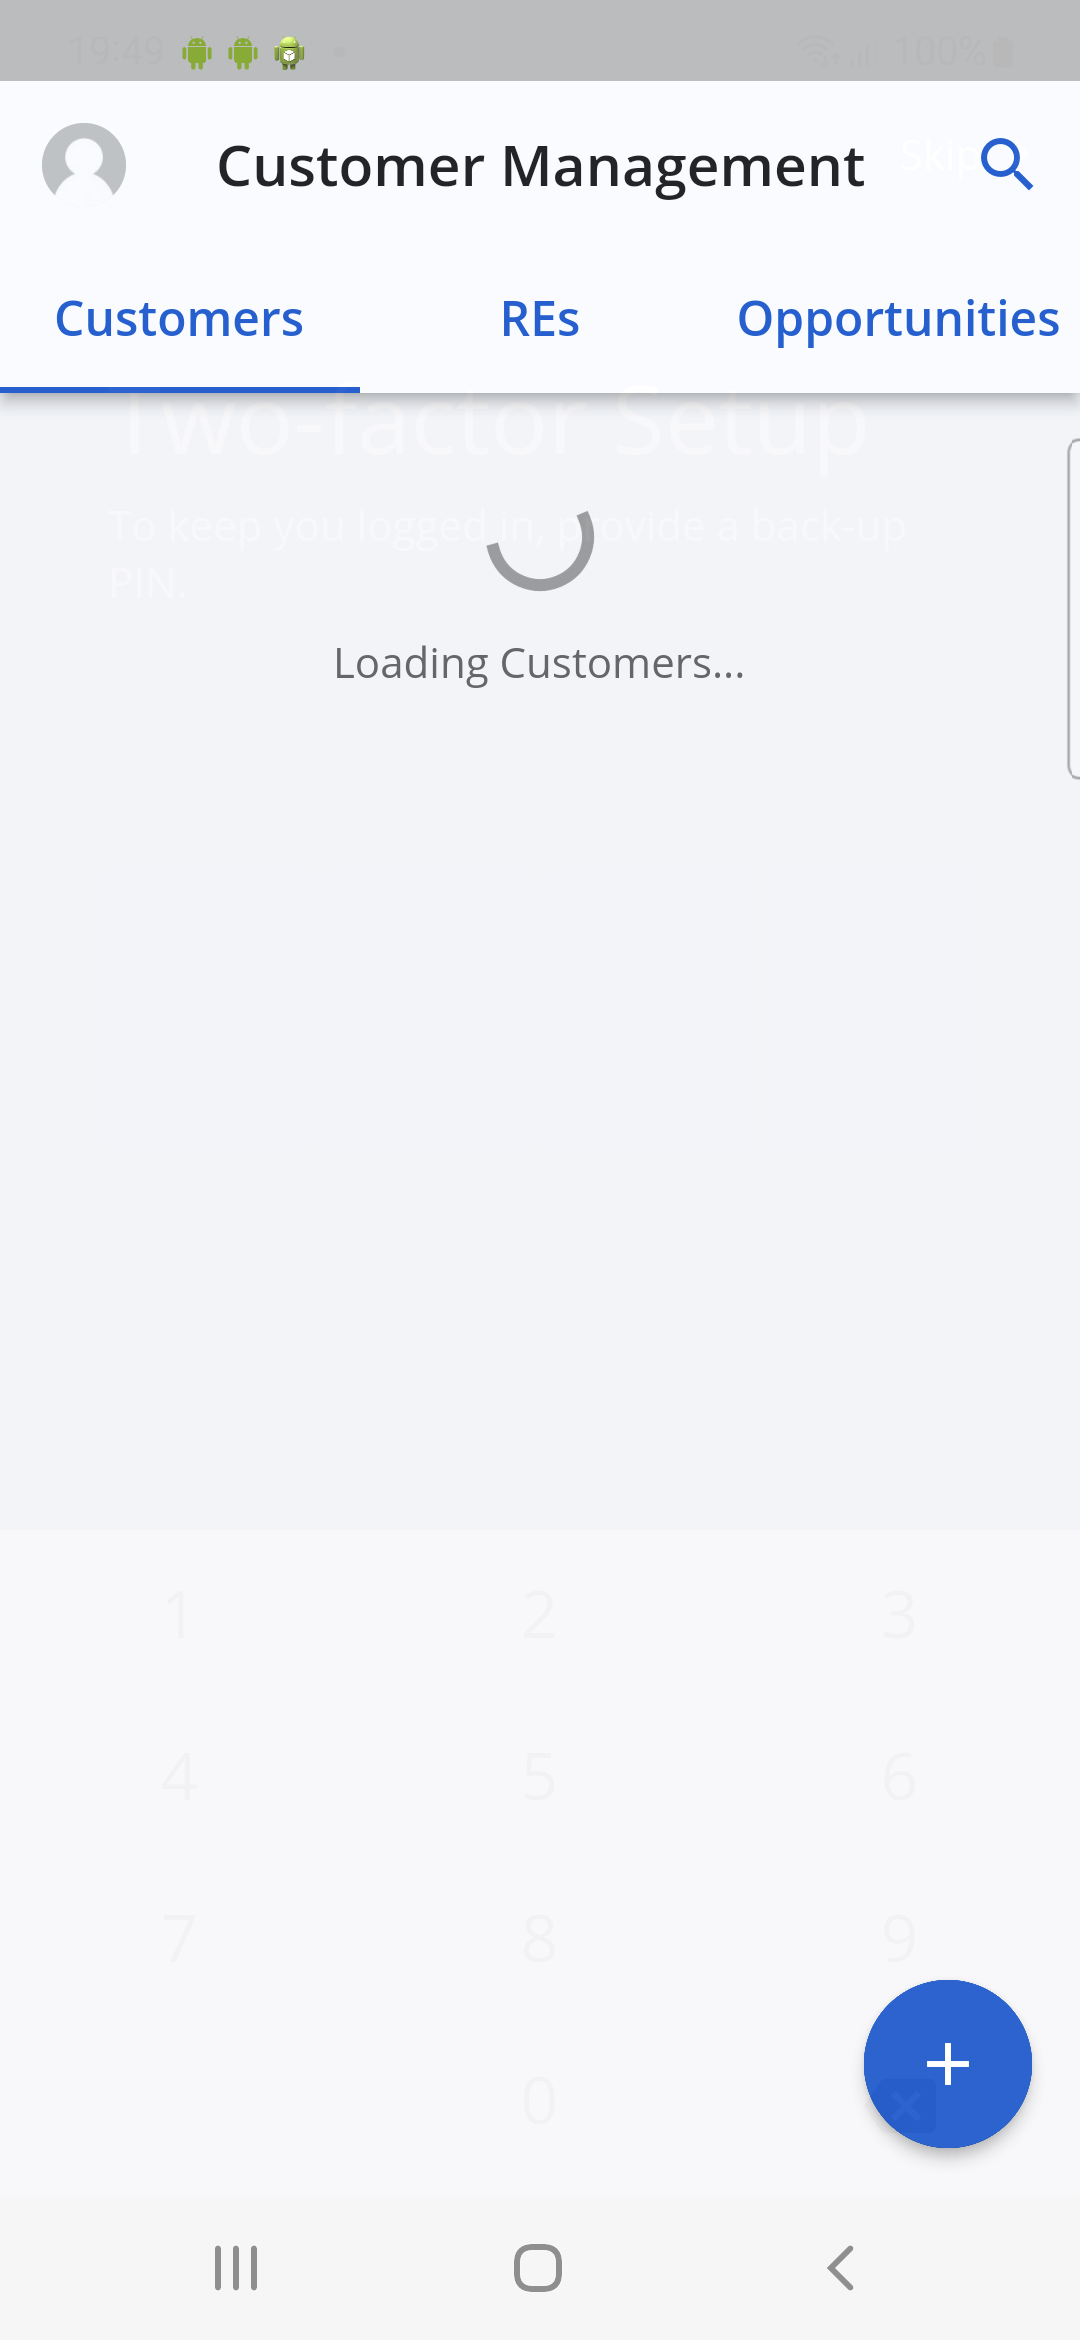 19:49 100%
Customer Management Skip
Customers REs Opportunities
Two-factor Setup
To keep you logged in, provide a back-up
PIN.
Loading Customers...
1 2 3
4 5 6
7 8 9
0